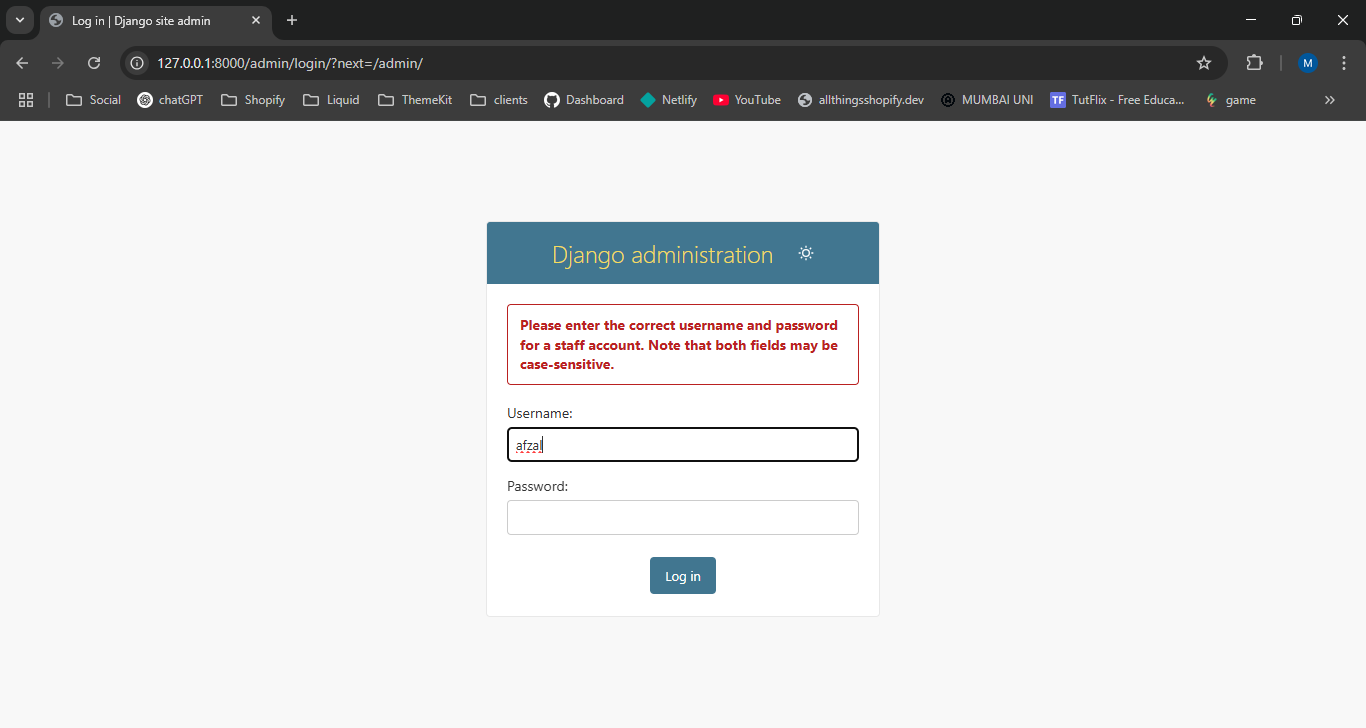 Log in | Django site admin
127.0.0.1:8000/admin/login/?next=/admin/
Social chatGPT Shopify Liquid ThemeKit clients Dashboard Netlify YouTube allthingsshopify.dev MUMBAI UNI TF TutFlix - Free Educa... game
M
Django administration
Please enter the correct username and password
for a staff account. Note that both fields may be
case-sensitive.
Username:
afzal
Password:
Log in